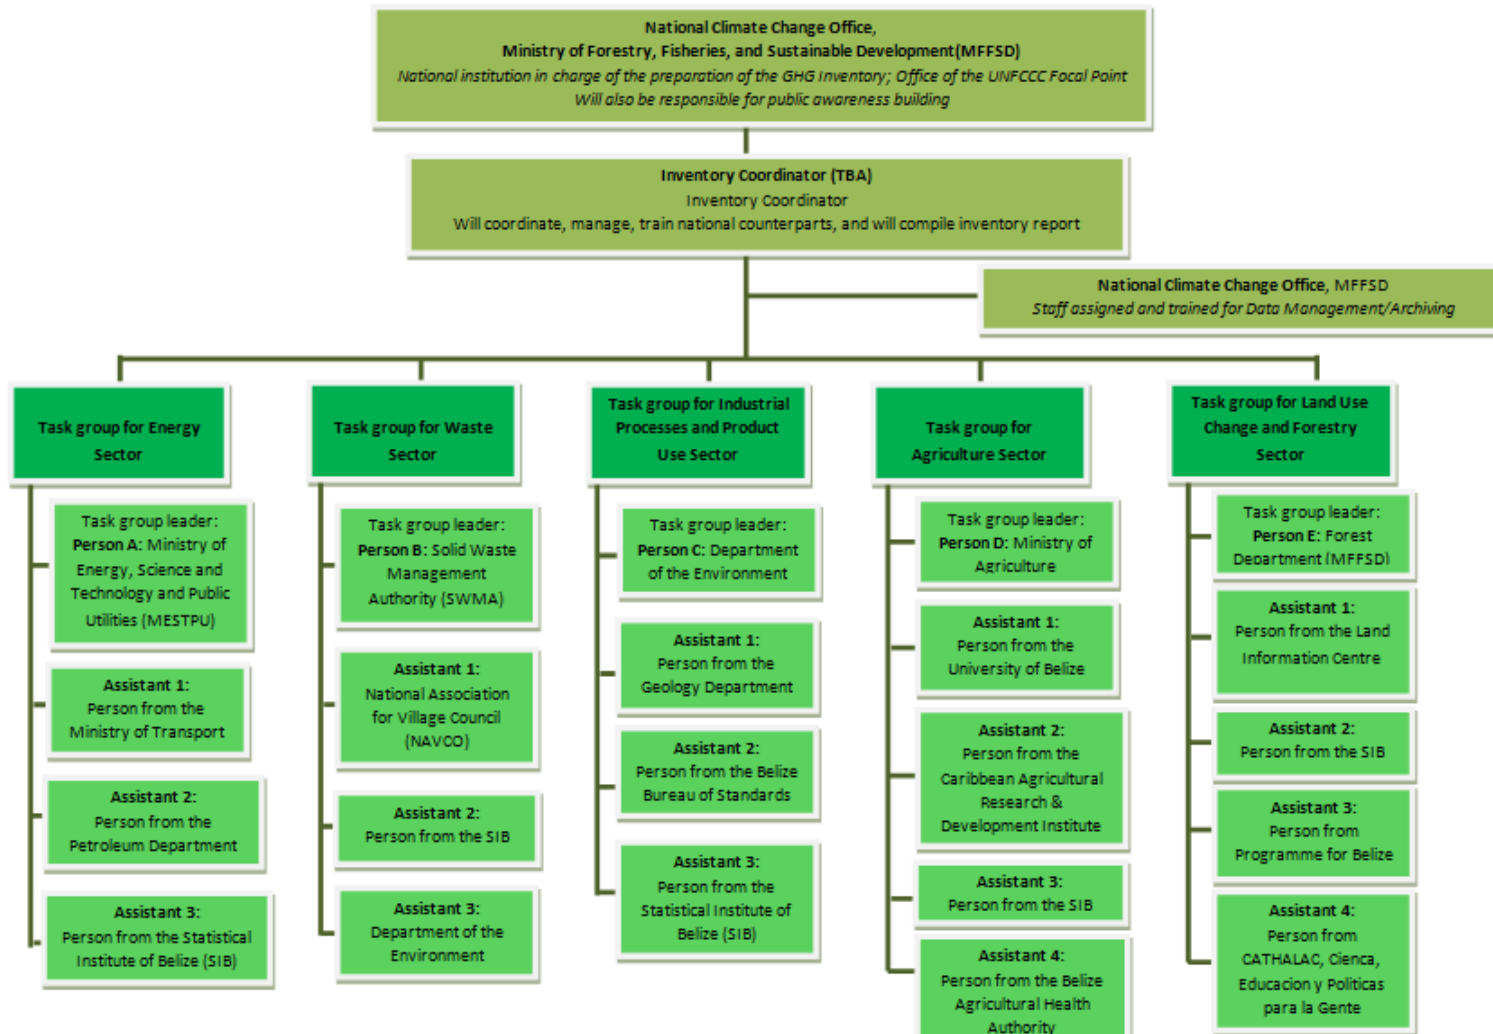 National Climate Change Office,
Ministry of Forestry, Fisheries, and Sustainable Development(MFFSD)
National institution in charge of the preparation of the GHG Inventory; Office of the UNFCCC Focal Point
Will also be responsible for public awareness building
Inventory Coordinator (TBA)
Inventory Coordinator
Will coordinate, manage, train national counterparts, and will compile inventory report
National Climate Change Office, MFFSD
Staff assigned and trained for Data Management/Archiving
Task group for Energy
Sector
Task group leader:
Person A: Ministry of
Energy, Science and
Technology and Public
Utilities (MESTPU)
Assistant 1:
Person from the
Ministry of Transport
Assistant 2:
Person from the
Petroleum Department
Assistant 3:
Person from the Statistical
Institute of Belize (SIB)
Task group for Waste
Sector
Task group leader:
Person B: Solid Waste
Management
Authority (SWMA)
Assistant 1:
National Association
for Village Council
(NAVCO)
Assistant 2:
Person from the SIB
Assistant 3:
Department of the
Environment
Task group for Industrial
Processes and Product
Use Sector
Task group leader:
Person C: Department
of the Environment
Assistant 1:
Person from the
Geology Department
Assistant 2:
Person from the Belize
Bureau of Standards
Assistant 3:
Person from the
Statistical Institute of
Belize (SIB)
Task group for
Agriculture Sector
Task group leader:
Person D: Ministry of
Agriculture
Assistant 1:
Person from the
University of Belize
Assistant 2:
Person from the
Caribbean Agricultural
Research &
Development Institute
Assistant 3:
Person from the SIB
Assistant 4:
Person from the Belize
Agricultural Health
Authority
Task group for Land Use
Change and Forestry
Sector
Task group leader:
Person E: Forest
Department (MFFSD)
Assistant 1:
Person from the Land
Information Centre
Assistant 2:
Person from the SIB
Assistant 3:
Person from
Programme for Belize
Assistant 4:
Person from
CATHALAC, Cienca,
Educacion y Politicas
para la Gente